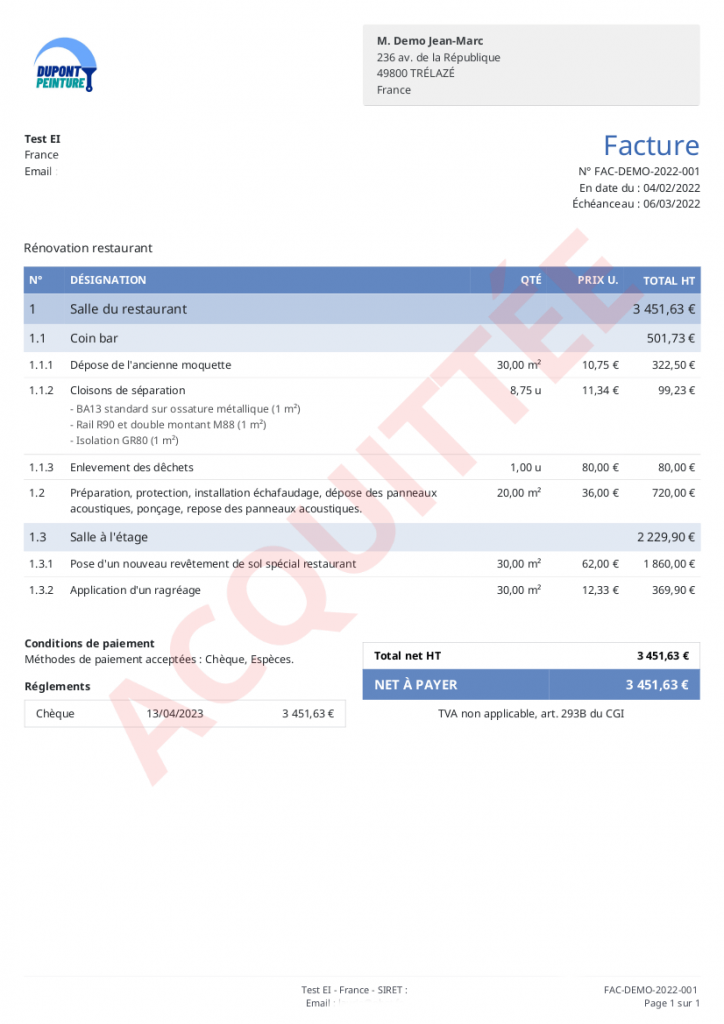 DUPONT
PEINTURE
M. Demo Jean-Marc
236 av. de la République
49800 TRÉLAZÉ
France
Test EI
France
Email :
Facture
N° FAC-DEMO-2022-001
En date du : 04/02/2022
Échéanceau : 06/03/2022
Rénovation restaurant
N° DÉSIGNATION QTÉ PRIX U. TOTAL HT
1 Salle du restaurant 3 451,63 €
1.1 Coin bar 501,73 €
1.1.1 Dépose de l'ancienne moquette 30,00 m² 10,75 € 322,50 €
1.1.2 Cloisons de séparation 8,75 u 11,34 € 99,23 €
- BA13 standard sur ossature métallique (1 m²)
- Rail R90 et double montant M88 (1 m²)
- Isolation GR80 (1 m²)
1.1.3 Enlevement des déchets 1,00 u 80,00 € 80,00 €
1.2 Préparation, protection, installation échafaudage, dépose des panneaux 20,00 m² 36,00 € 720,00 €
acoustiques, ponçage, repose des panneaux acoustiques.
1.3 Salle à l'étage 2 229,90 €
1.3.1 Pose d'un nouveau revêtement de sol spécial restaurant 30,00 m² 62,00 € 1 860,00 €
1.3.2 Application d'un ragréage 30,00 m² 12,33 € 369,90 €
ACQUITTÉE
Conditions de paiement
Méthodes de paiement acceptées : Chèque, Espèces.
Réglements
Chèque 13/04/2023 3 451,63 €
Total net HT 3 451,63 €
NET À PAYER 3 451,63 €
TVA non applicable, art. 293B du CGI
Test EI - France - SIRET :
Email :
FAC-DEMO-2022-001
Page 1 sur 1